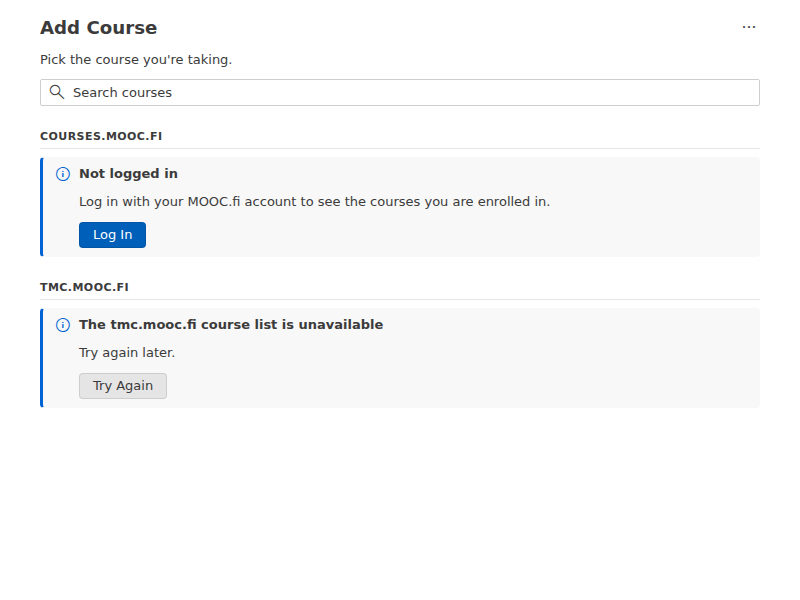 Add Course
Pick the course you're taking.
Search courses
COURSES.MOOC.FI
Not logged in
Log in with your MOOC.fi account to see the courses you are enrolled in.
Log In
TMC.MOOC.FI
The tmc.mooc.fi course list is unavailable
Try again later.
Try Again